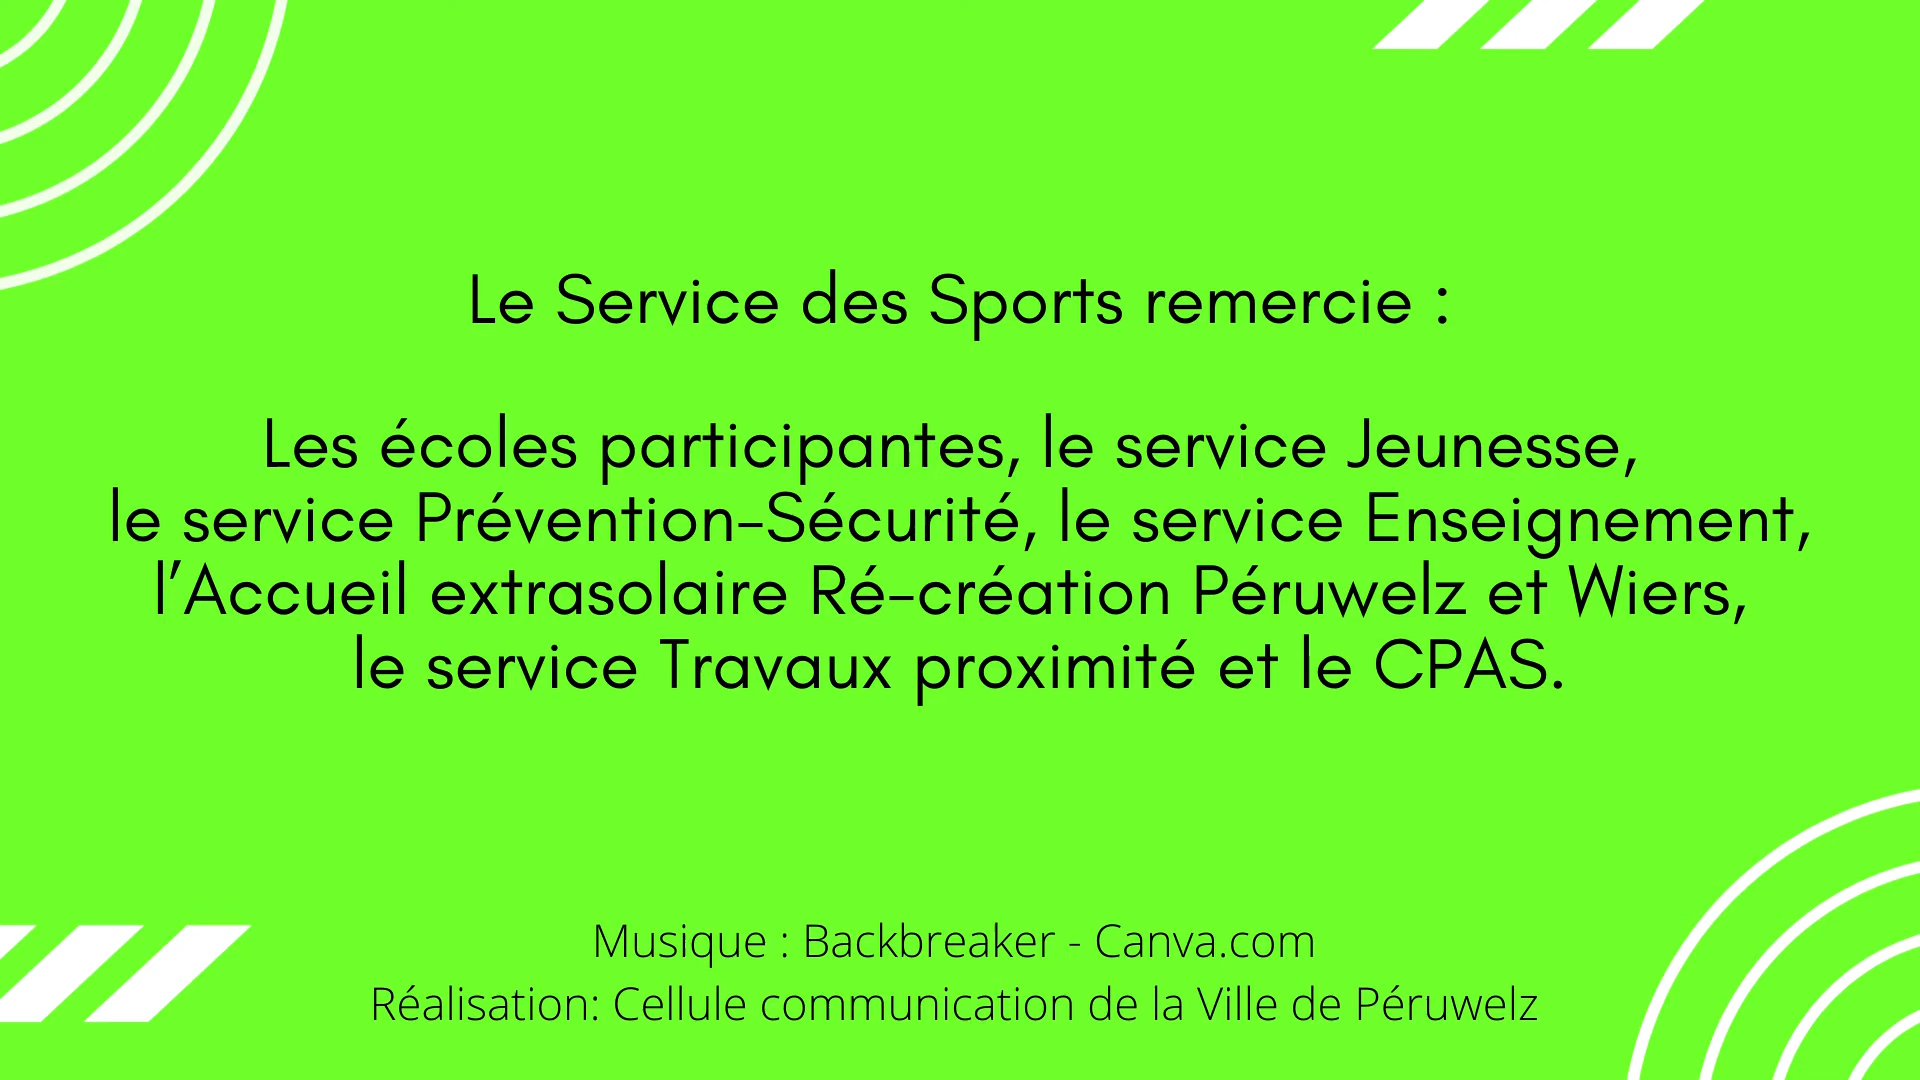 Le Service des Sports remercie :
Les écoles participantes, le service Jeunesse,
le service Prévention-Sécurité, le service Enseignement,
l’Accueil extrasolaire Ré-création Péruwelz et Wiers,
le service Travaux proximité et le CPAS.
Musique : Backbreaker - Canva.com
Réalisation: Cellule communication de la Ville de Péruwelz